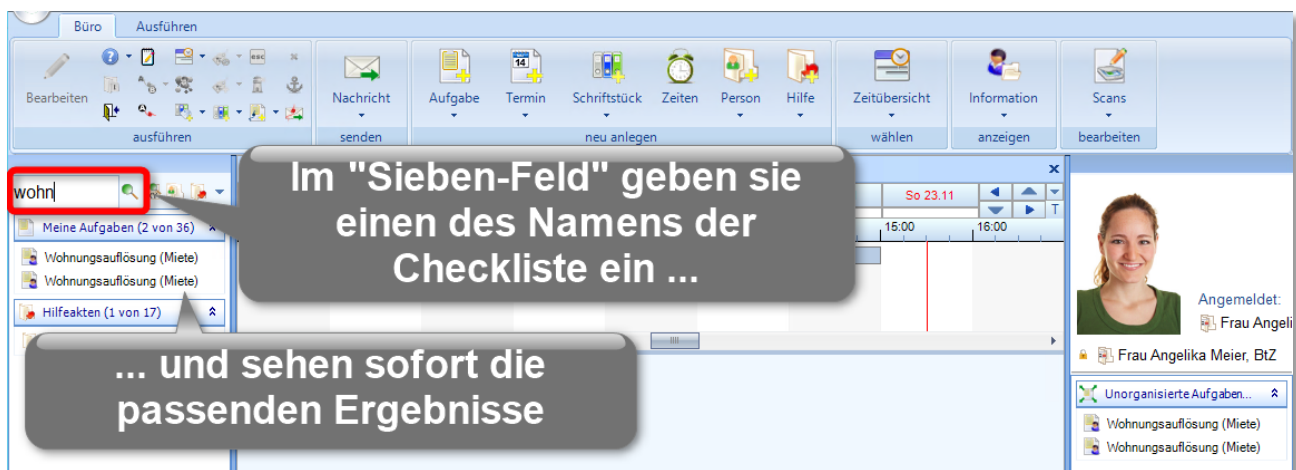 Büro Ausführen
Bearbeiten
Nachricht
Aufgabe Termin Schriftstück Zeiten Person Hilfe
Zeitübersicht
Information
Scans
ausführen senden neu anlegen wählen anzeigen bearbeiten
wohn
Im "Sieben-Feld" geben sie
einen des Namens der
Checkliste ein ...
So 23.11
T
15:00 16:00
Meine Aufgaben (2 von 36)
Wohnungsauflösung (Miete)
Wohnungsauflösung (Miete)
Hilfeakten (1 von 17)
... und sehen sofort die
passenden Ergebnisse
Angemeldet:
Frau Angeli
Frau Angelika Meier, BtZ
Unorganisierte Aufgaben...
Wohnungsauflösung (Miete)
Wohnungsauflösung (Miete)